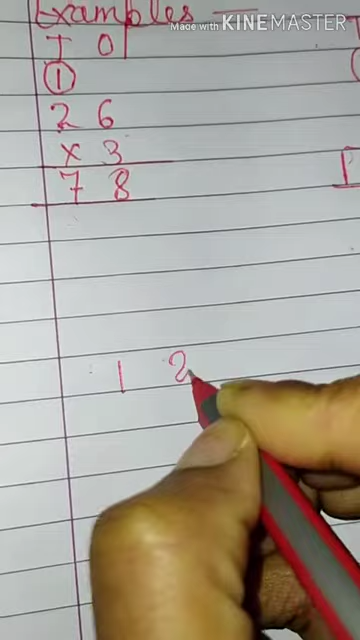 Examples —
Made with KINEMASTER
T O
1
2 6
x 3
7 8
1 2